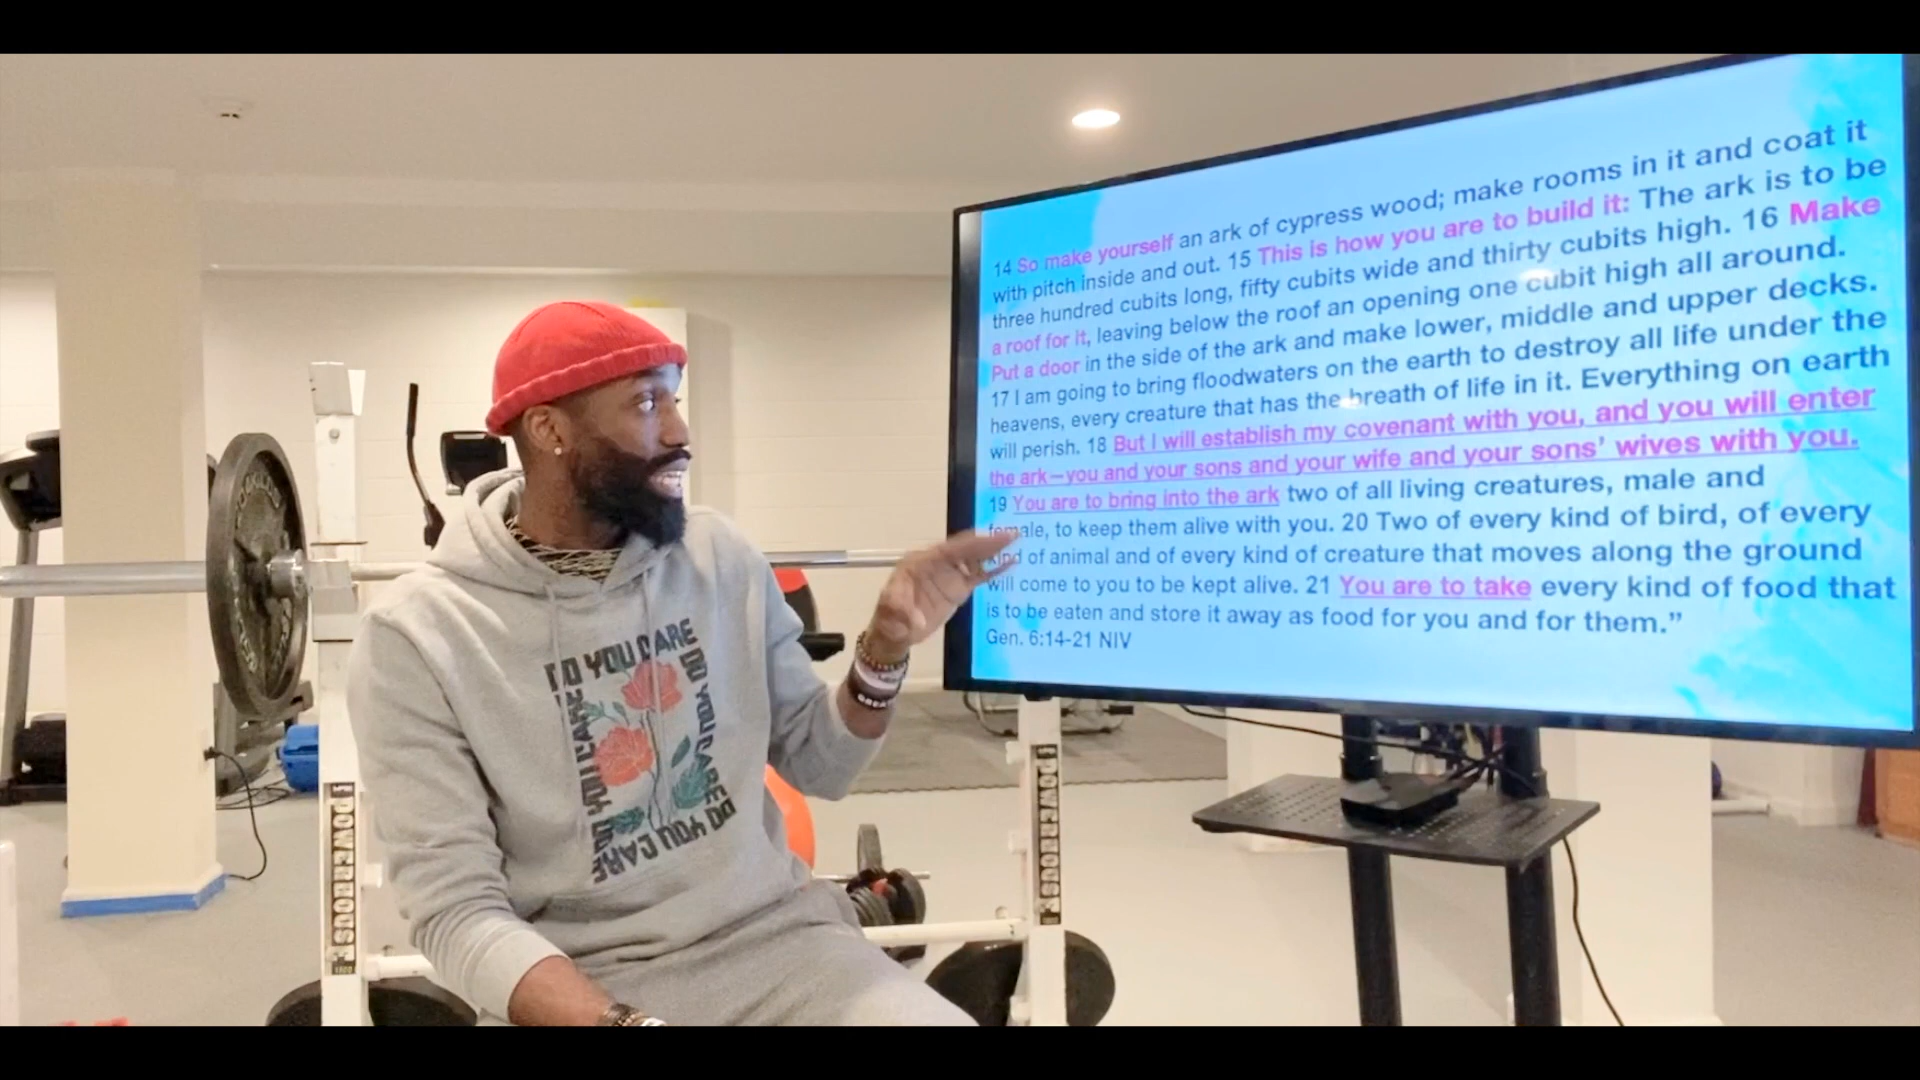 14 So make yourself an ark of cypress wood; make rooms in it and coat it
with pitch inside and out. 15 This is how you are to build it: The ark is to be
three hundred cubits long, fifty cubits wide and thirty cubits high. 16 Make
a roof for it, leaving below the roof an opening one cubit high all around.
Put a door in the side of the ark and make lower, middle and upper decks.
17 I am going to bring floodwaters on the earth to destroy all life under the
heavens, every creature that has the breath of life in it. Everything on earth
will perish. 18 But I will establish my covenant with you, and you will enter
the ark—you and your sons and your wife and your sons’ wives with you.
19 You are to bring into the ark two of all living creatures, male and
female, to keep them alive with you. 20 Two of every kind of bird, of every
kind of animal and of every kind of creature that moves along the ground
will come to you to be kept alive. 21 You are to take every kind of food that
is to be eaten and store it away as food for you and for them.”
Gen. 6:14-21 NIV
DO YOU CARE
DO YOU CARE
DO YOU CARE
DO YOU CARE
POWERHOUSE
POWERHOUSE